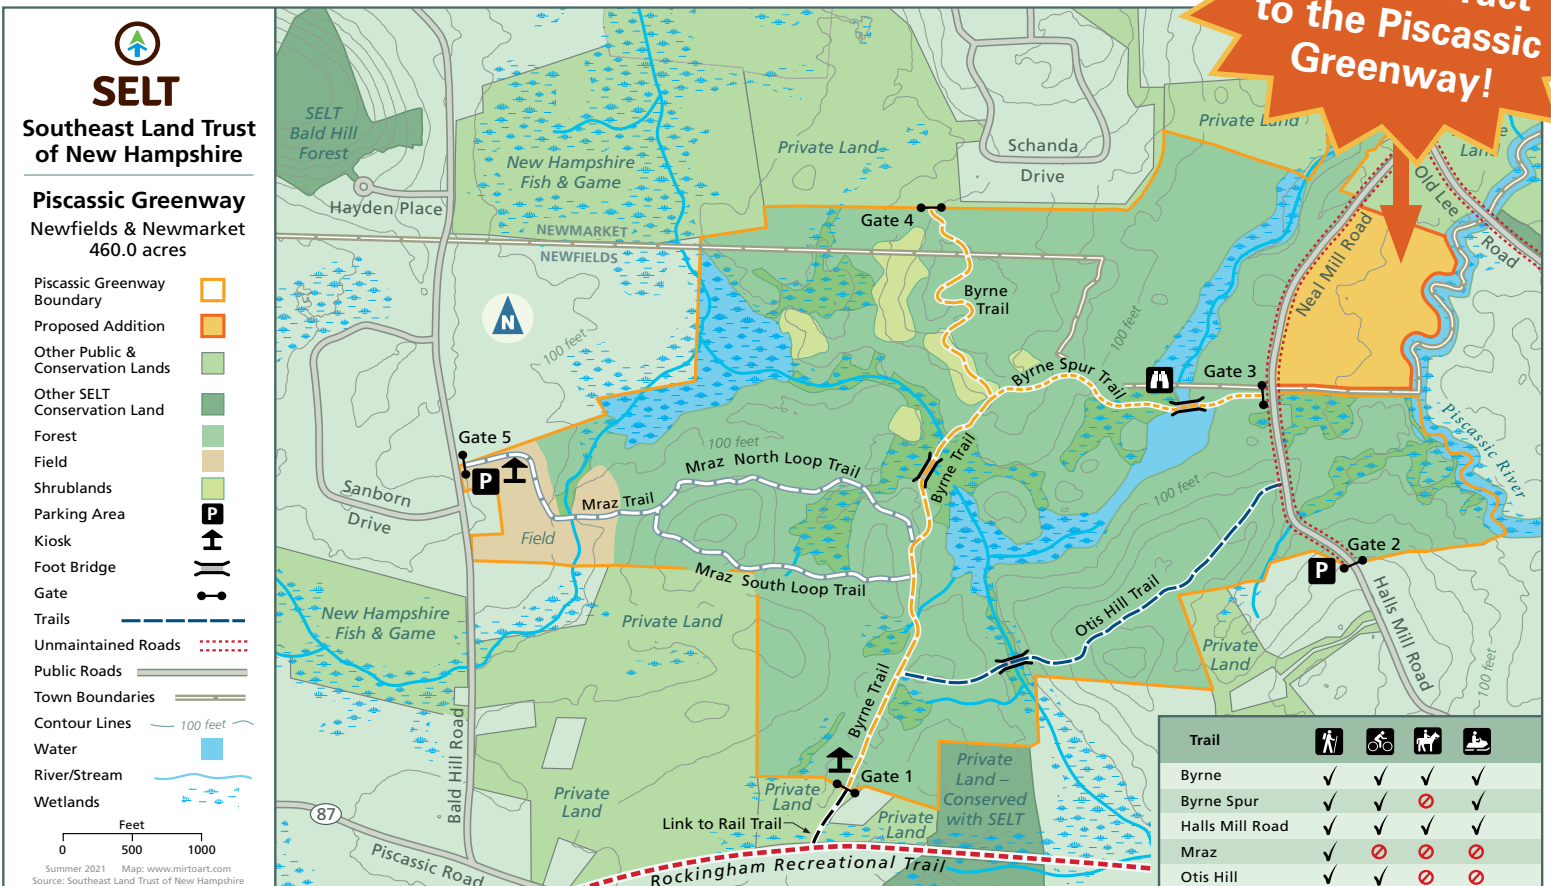 SELT
Southeast Land Trust
of New Hampshire
Piscassic Greenway
Newfields & Newmarket
460.0 acres
Piscassic Greenway
Boundary
Proposed Addition
Other Public &
Conservation Lands
Other SELT
Conservation Land
Forest
Field
Shrublands
Parking Area
P
Kiosk
Foot Bridge
Gate
Trails
Unmaintained Roads
Public Roads
Town Boundaries
Contour Lines
100 feet
Water
River/Stream
Wetlands
Feet
0 500 1000
Summer 2021 Map: www.mirtoart.com
Source: Southeast Land Trust of New Hampshire
to the Piscassic
Greenway!
SELT
Bald Hill
Forest
Hayden Place
New Hampshire
Fish & Game
Private Land
Schanda
Drive
Private Land
Old Lee
Road
Neal Mill Road
NEWMARKET
NEWFIELDS
N
100 feet
Gate 4
Byrne
Trail
100 feet
Byrne Spur Trail
Gate 3
Piscassic River
Gate 5
P
Sanborn
Drive
Field
Mraz Trail
100 feet
Mraz North Loop Trail
Mraz South Loop Trail
Byrne Trail
100 feet
Gate 2
P
Otis Hill Trail
Halls Mill Road
100 feet
Private
Land
New Hampshire
Fish & Game
Private Land
Byrne Trail
Bald Hill Road
87
Piscassic Road
Private
Land
Gate 1
Private
Land
Private
Land
Link to Rail Trail
Private
Land –
Conserved
with SELT
Rockingham Recreational Trail
Trail
Byrne
Byrne Spur
Halls Mill Road
Mraz
Otis Hill